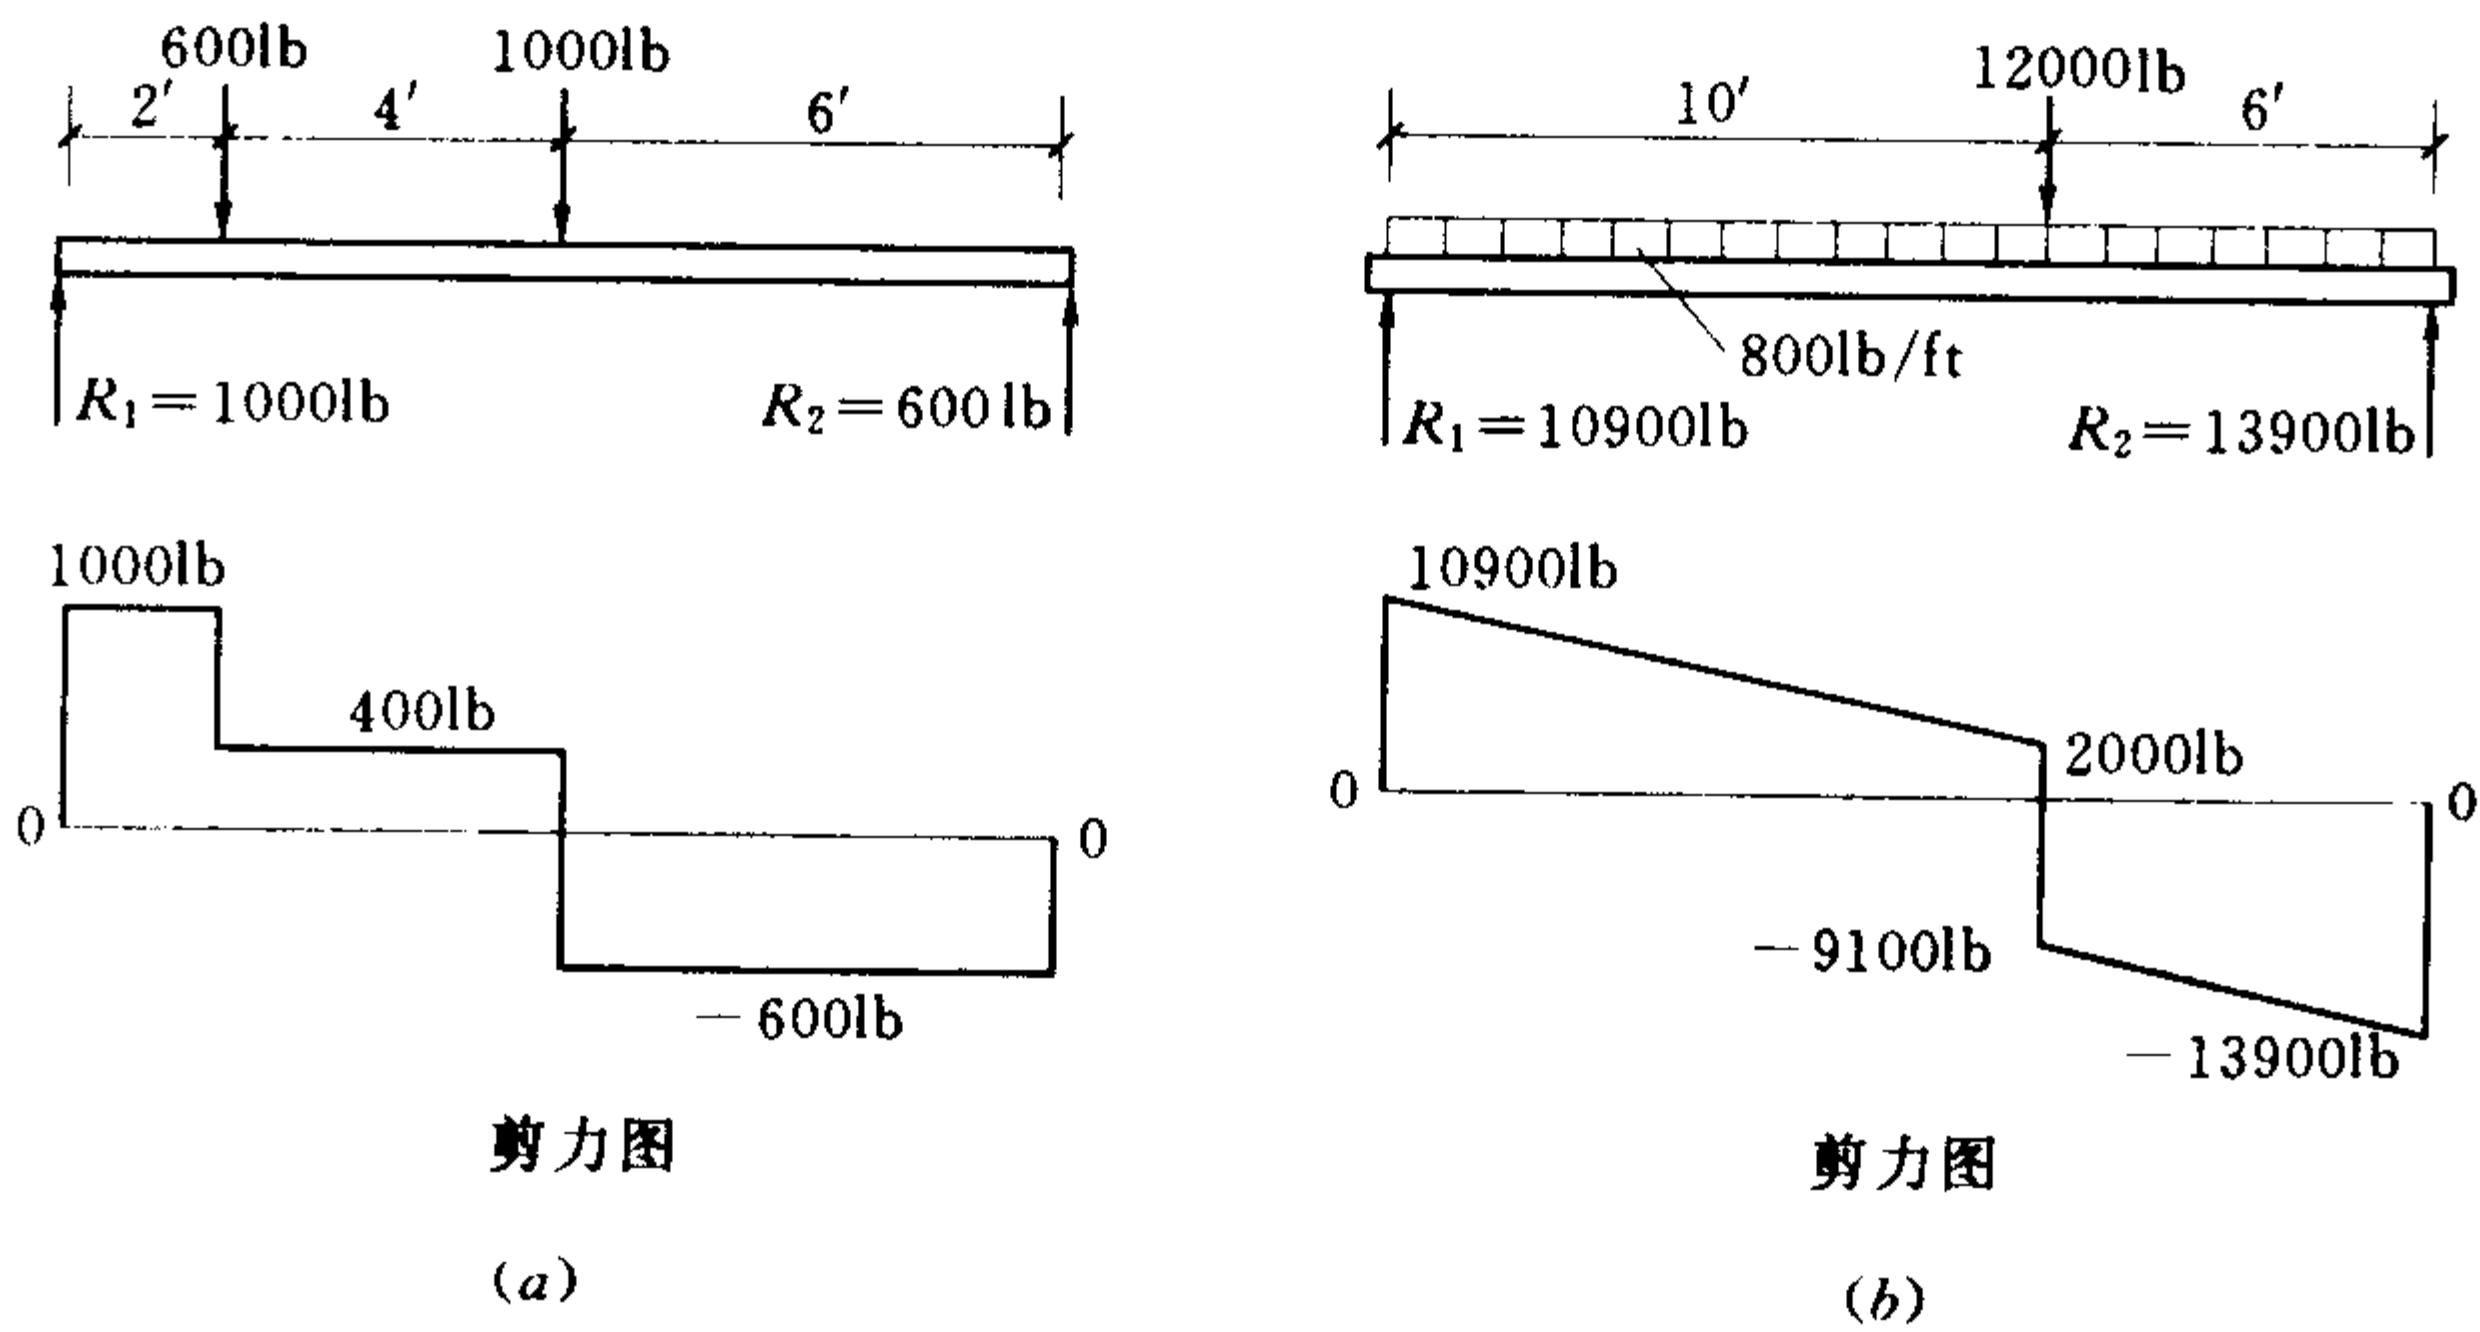 600lb
1000lb
2′
4′
6′
R₁=1000lb
R₂=600lb
1000lb
400lb
0
0
−600lb
剪力图
(a)
12000lb
10′
6′
800lb/ft
R₁=10900lb
R₂=13900lb
10900lb
2000lb
0
0
−9100lb
−13900lb
剪力图
(b)